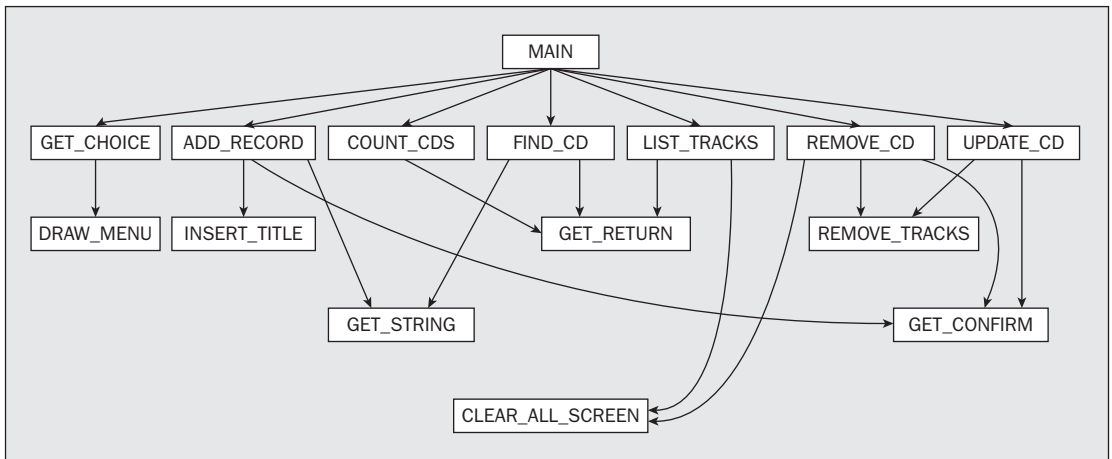 MAIN
GET_CHOICE ADD_RECORD COUNT_CDS FIND_CD LIST_TRACKS REMOVE_CD UPDATE_CD
DRAW_MENU INSERT_TITLE GET_RETURN REMOVE_TRACKS
GET_STRING GET_CONFIRM
CLEAR_ALL_SCREEN